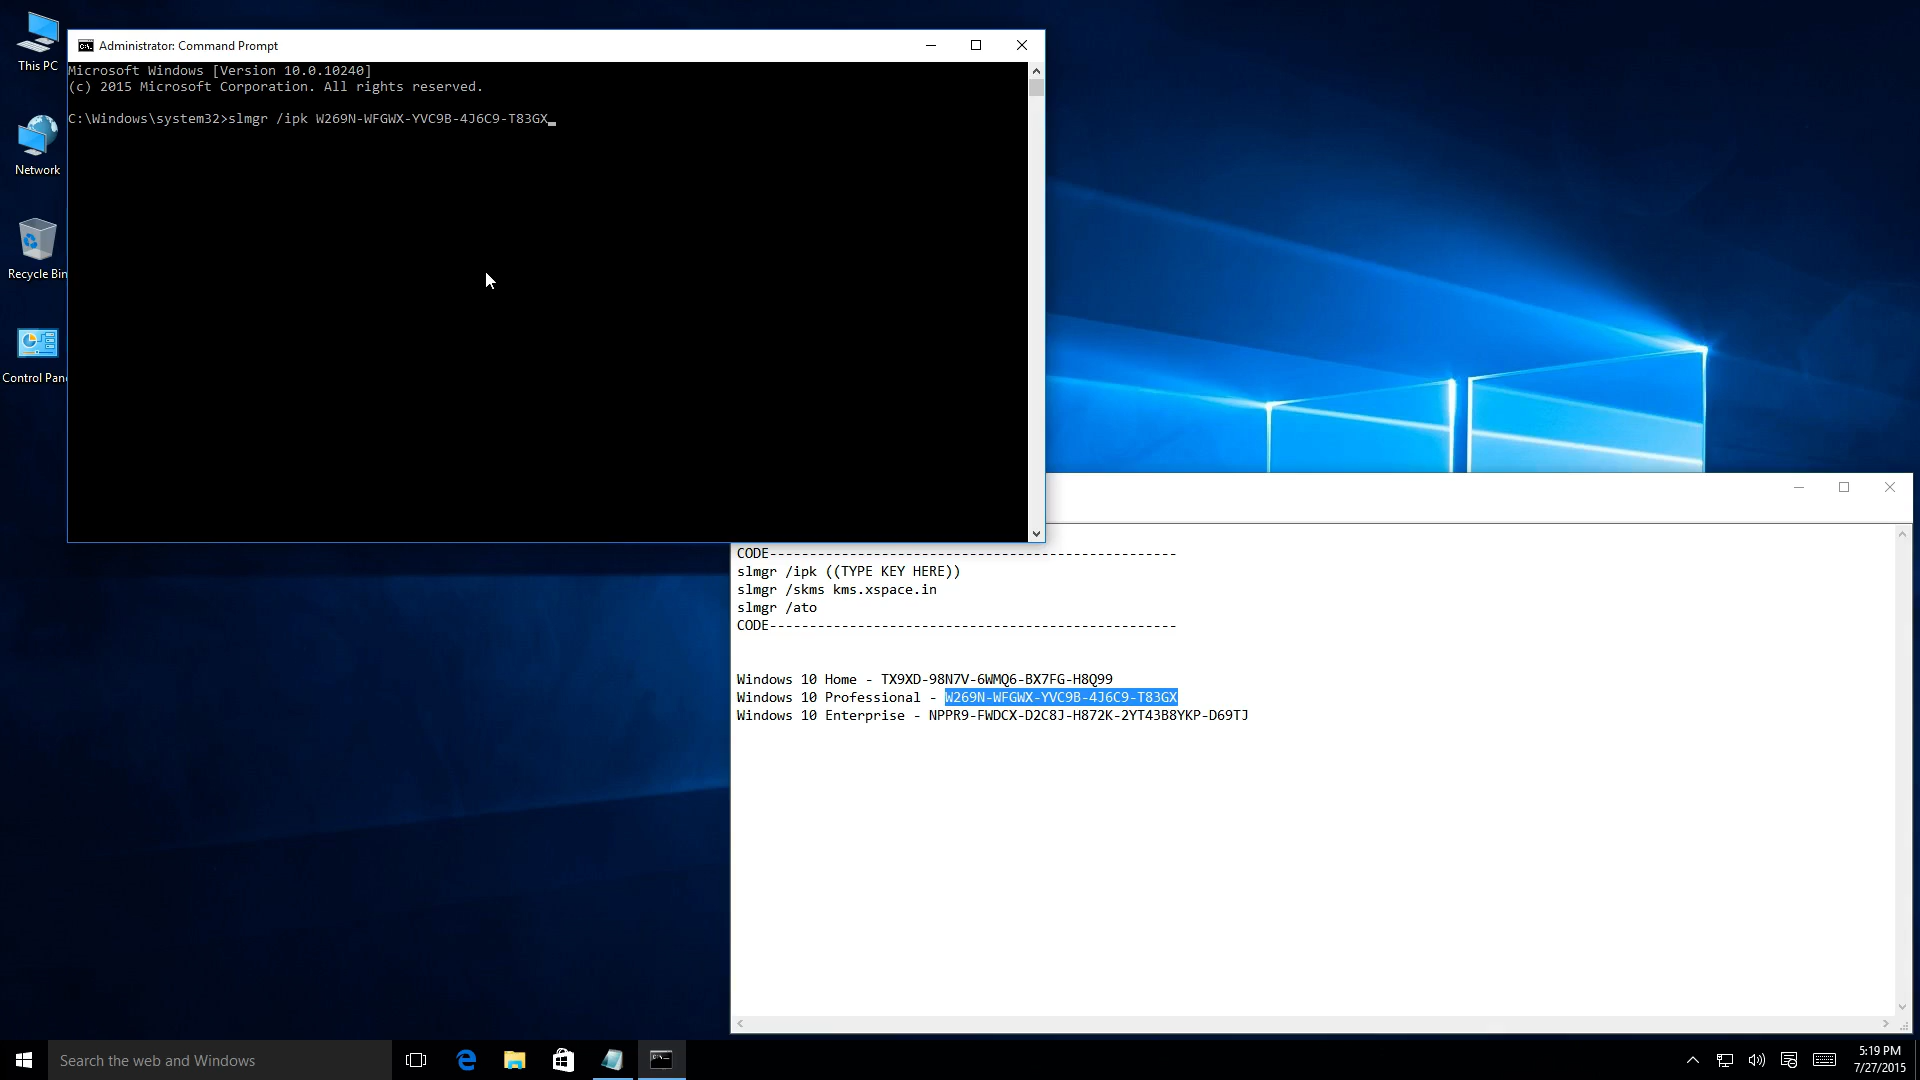 This PC
Network
Recycle Bin
Control Pane
Administrator: Command Prompt
Microsoft Windows [Version 10.0.10240]
(c) 2015 Microsoft Corporation. All rights reserved.
C:\Windows\system32>slmgr /ipk W269N-WFGWX-YVC9B-4J6C9-T83GX_
CODE---------------------------------------------------
slmgr /ipk ((TYPE KEY HERE))
slmgr /skms kms.xspace.in
slmgr /ato
CODE---------------------------------------------------
Windows 10 Home - TX9XD-98N7V-6WMQ6-BX7FG-H8Q99
Windows 10 Professional - W269N-WFGWX-YVC9B-4J6C9-T83GX
Windows 10 Enterprise - NPPR9-FWDCX-D2C8J-H872K-2YT43B8YKP-D69TJ
Search the web and Windows
5:19 PM
7/27/2015